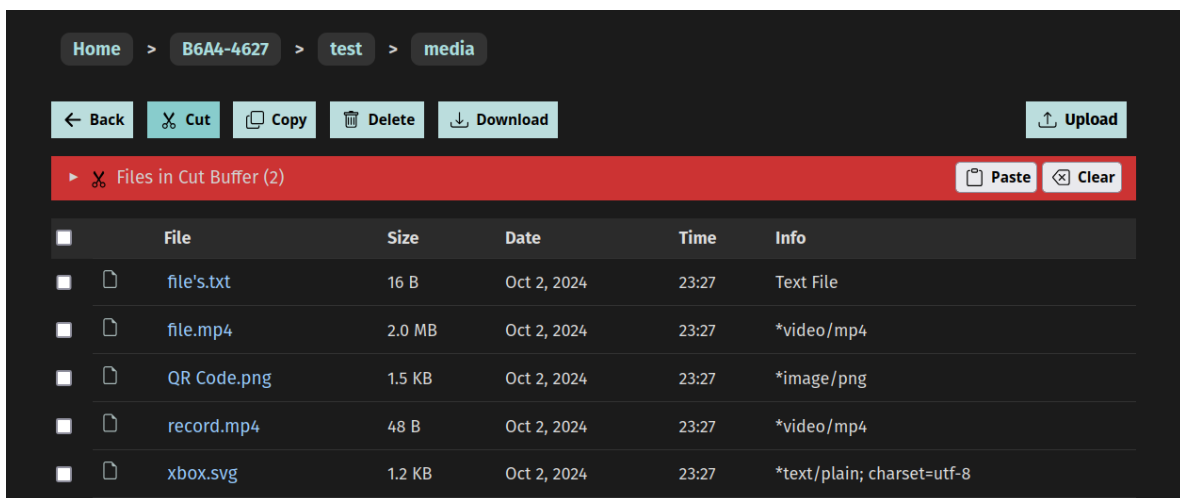 Home > B6A4-4627 > test > media
Back Cut Copy Delete Download Upload
Files in Cut Buffer (2) Paste Clear
File Size Date Time Info
file's.txt 16 B Oct 2, 2024 23:27 Text File
file.mp4 2.0 MB Oct 2, 2024 23:27 *video/mp4
QR Code.png 1.5 KB Oct 2, 2024 23:27 *image/png
record.mp4 48 B Oct 2, 2024 23:27 *video/mp4
xbox.svg 1.2 KB Oct 2, 2024 23:27 *text/plain; charset=utf-8